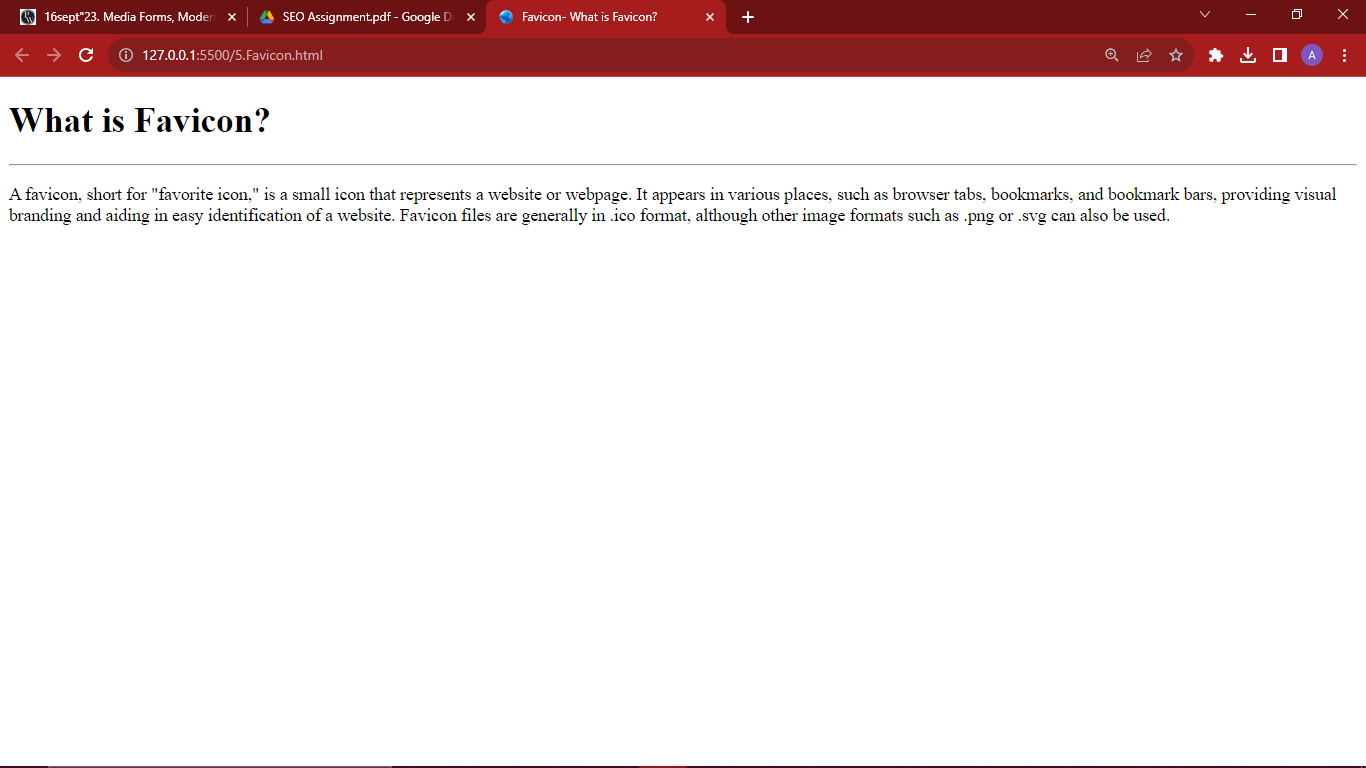 16sept"23. Media Forms, Moder
SEO Assignment.pdf - Google D
Favicon- What is Favicon?
127.0.0.1:5500/5.Favicon.html
A
What is Favicon?
A favicon, short for "favorite icon," is a small icon that represents a website or webpage. It appears in various places, such as browser tabs, bookmarks, and bookmark bars, providing visual
branding and aiding in easy identification of a website. Favicon files are generally in .ico format, although other image formats such as .png or .svg can also be used.